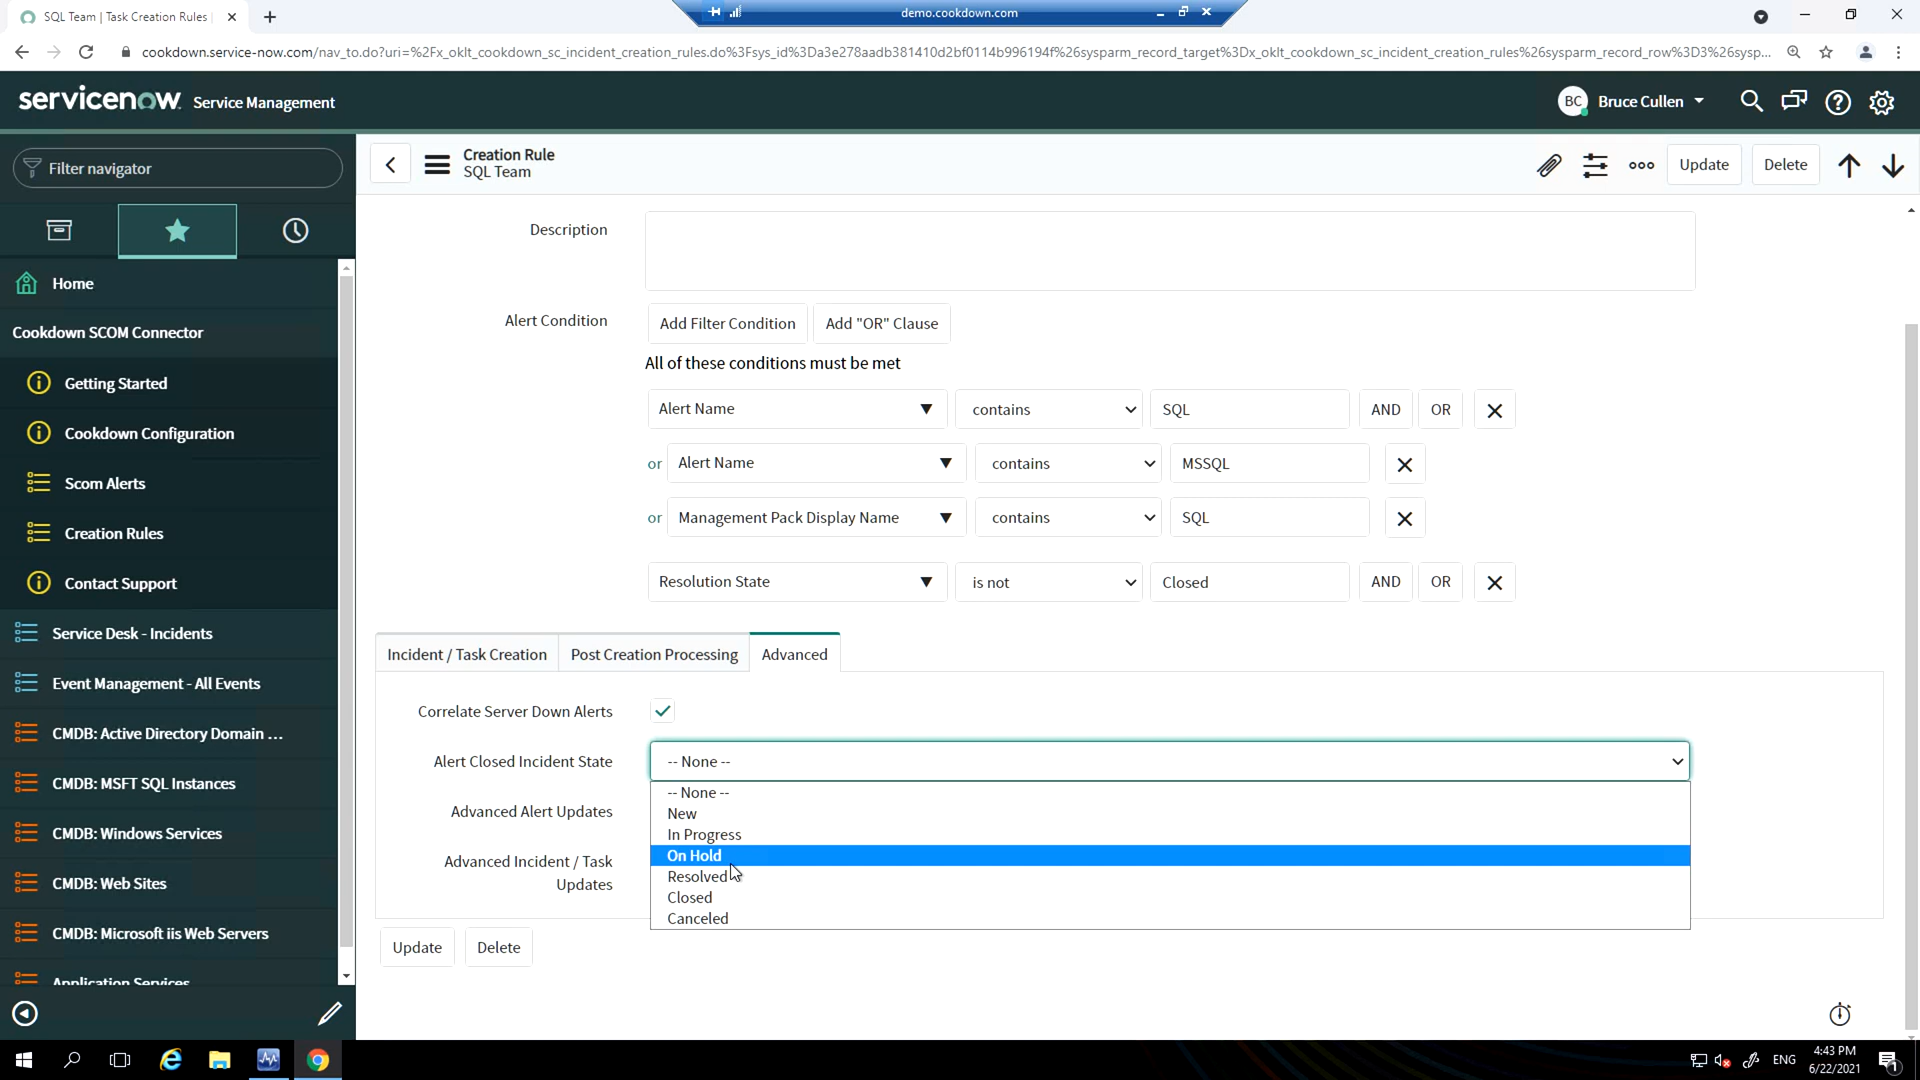 SQL Team | Task Creation Rules |
demo.cookdown.com
cookdown.service-now.com/nav_to.do?uri=%2Fx_oklt_cookdown_sc_incident_creation_rules.do%3Fsys_id%3Da3e278aadb381410d2bf0114b996194f%26sysparm_record_target%3Dx_oklt_cookdown_sc_incident_creation_rules%26sysparm_record_row%3D3%26sysp...
servicenow Service Management
BC Bruce Cullen
Filter navigator
Creation Rule
SQL Team
Update
Delete
Home
Cookdown SCOM Connector
Getting Started
Cookdown Configuration
Scom Alerts
Creation Rules
Contact Support
Service Desk - Incidents
Event Management - All Events
CMDB: Active Directory Domain ...
CMDB: MSFT SQL Instances
CMDB: Windows Services
CMDB: Web Sites
CMDB: Microsoft iis Web Servers
Application Services
Description
Alert Condition
Add Filter Condition
Add "OR" Clause
All of these conditions must be met
Alert Name contains SQL AND OR
or Alert Name contains MSSQL
or Management Pack Display Name contains SQL
Resolution State is not Closed AND OR
Incident / Task Creation
Post Creation Processing
Advanced
Correlate Server Down Alerts
Alert Closed Incident State
-- None --
Advanced Alert Updates
Advanced Incident / Task
Updates
-- None --
New
In Progress
On Hold
Resolved
Closed
Canceled
Update
Delete
ENG
4:43 PM
6/22/2021
1